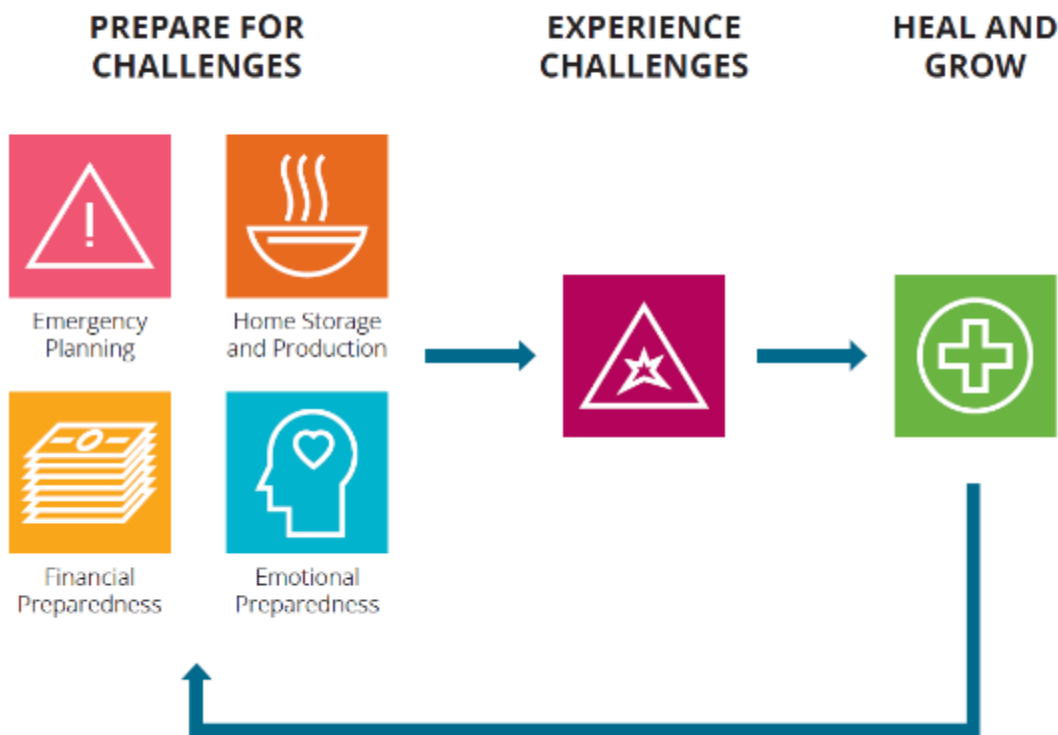 PREPARE FOR
CHALLENGES
EXPERIENCE
CHALLENGES
HEAL AND
GROW
Emergency
Planning
Home Storage
and Production
Financial
Preparedness
Emotional
Preparedness